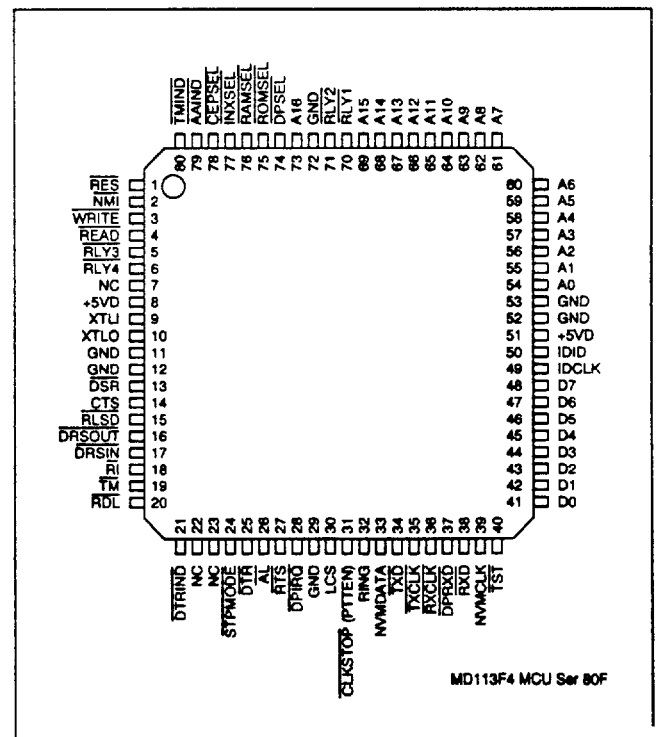 TMIND
AAIND
CEPSEL
INXSEL
RAMSEL
ROMSEL
DPSEL
A16
GND
RLY2
RLY1
A15
A14
A13
A12
A11
A10
A9
A8
A7
80 79 78 77 76 75 74 73 72 71 70 69 68 67 66 65 64 63 62 61
RES 1 60 A6
NMI 2 59 A5
WRITE 3 58 A4
READ 4 57 A3
RLY3 5 56 A2
RLY4 6 55 A1
NC 7 54 A0
+5VD 8 53 GND
XTLI 9 52 GND
XTLO 10 51 +5VD
GND 11 50 IDID
GND 12 49 IDCLK
DSR 13 48 D7
CTS 14 47 D6
RLSD 15 46 D5
DRSOUT 16 45 D4
DRSIN 17 44 D3
RI 18 43 D2
TM 19 42 D1
RDL 20 41 D0
21 22 23 24 25 26 27 28 29 30 31 32 33 34 35 36 37 38 39 40
DTRIND
NC
NC
STPMODE
DTR
AL
RTS
DPIRQ
GND
LCS
CLKSTOP (PTTEN)
RING
NVMDATA
TXD
TXCLK
RXCLK
DPRXD
RXD
NVMCLK
TST
MD113F4 MCU Ser 80F